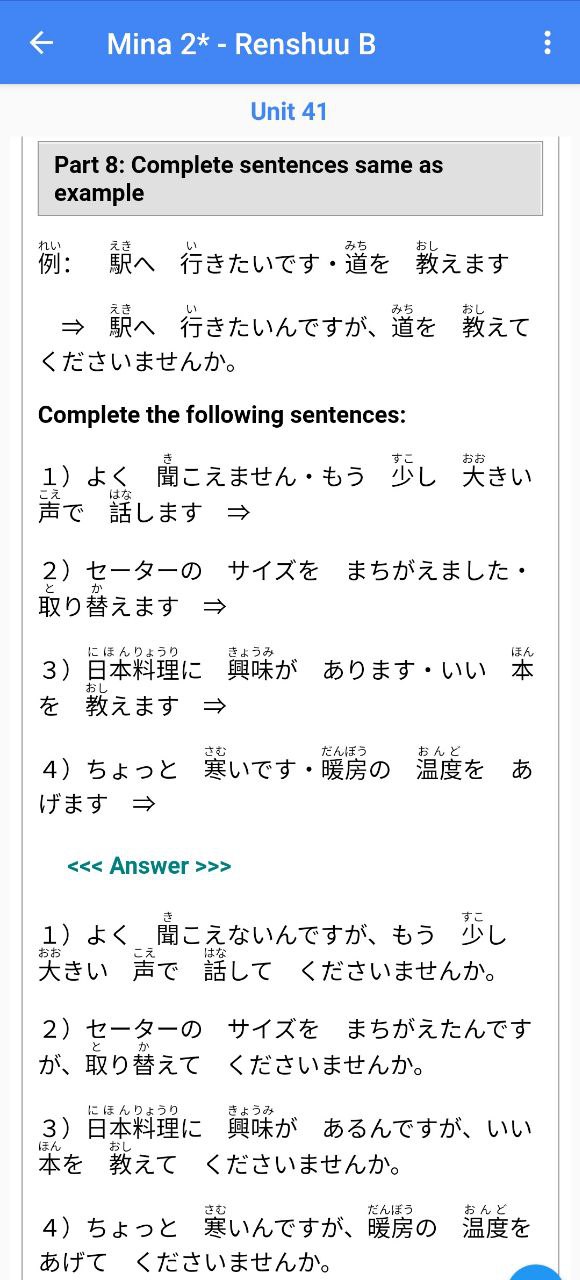 Mina 2* - Renshuu B
Unit 41
Part 8: Complete sentences same as
example
れい えき い みち おし
例： 駅へ 行きたいです・道を 教えます
えき い みち おし
⇒ 駅へ 行きたいんですが、道を 教えて
くださいませんか。
Complete the following sentences:
き すこ おお
１）よく 聞こえません・もう 少し 大きい
こえ はな
声で 話します ⇒
２）セーターの サイズを まちがえました・
と か
取り替えます ⇒
にほんりょうり きょうみ ほん
３）日本料理に 興味が あります・いい 本
おし
を 教えます ⇒
さむ だんぼう おんど
４）ちょっと 寒いです・暖房の 温度を あ
げます ⇒
<<< Answer >>>
き すこ
１）よく 聞こえないんですが、もう 少し
おお こえ はな
大きい 声で 話して くださいませんか。
２）セーターの サイズを まちがえたんです
と か
が、取り替えて くださいませんか。
にほんりょうり きょうみ
３）日本料理に 興味が あるんですが、いい
ほん おし
本を 教えて くださいませんか。
さむ だんぼう おんど
４）ちょっと 寒いんですが、暖房の 温度を
あげて くださいませんか。